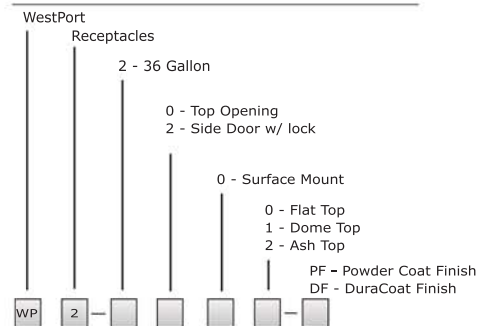 WestPort
Receptacles
2 - 36 Gallon
0 - Top Opening
2 - Side Door w/ lock
0 - Surface Mount
0 - Flat Top
1 - Dome Top
2 - Ash Top
PF - Powder Coat Finish
DF - DuraCoat Finish
WP 2 - -